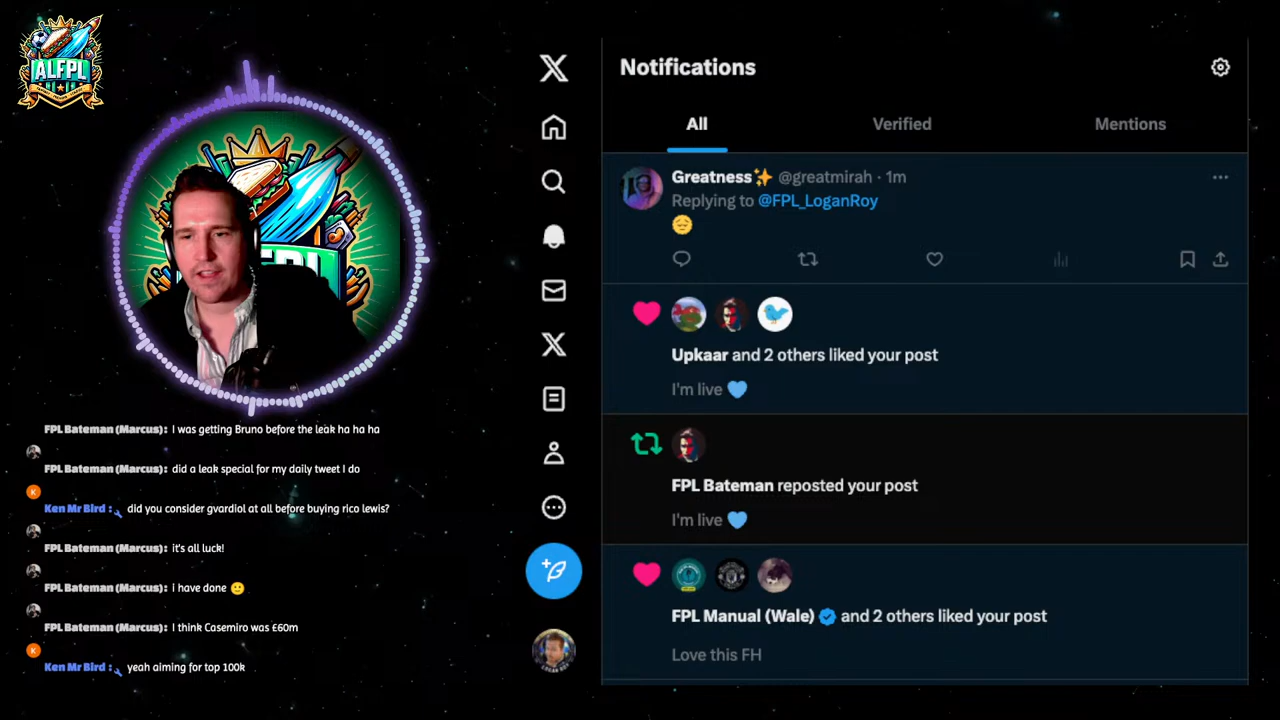 ALFPL
FPL Bateman (Marcus): I was getting Bruno before the leak ha ha ha
FPL Bateman (Marcus): did a leak special for my daily tweet I do
K
Ken Mr Bird : did you consider gvardiol at all before buying rico lewis?
FPL Bateman (Marcus): it's all luck!
FPL Bateman (Marcus): I have done 🙂
FPL Bateman (Marcus): I think Casemiro was £60m
K
Ken Mr Bird : yeah aiming for top 100k
X
X
Notifications
All
Verified
Mentions
Greatness✨ @greatmirah · 1m
Replying to @FPL_LoganRoy
😔
Upkaar and 2 others liked your post
I'm live 🩵
FPL Bateman reposted your post
I'm live 🩵
FPL Manual (Wale) and 2 others liked your post
Love this FH